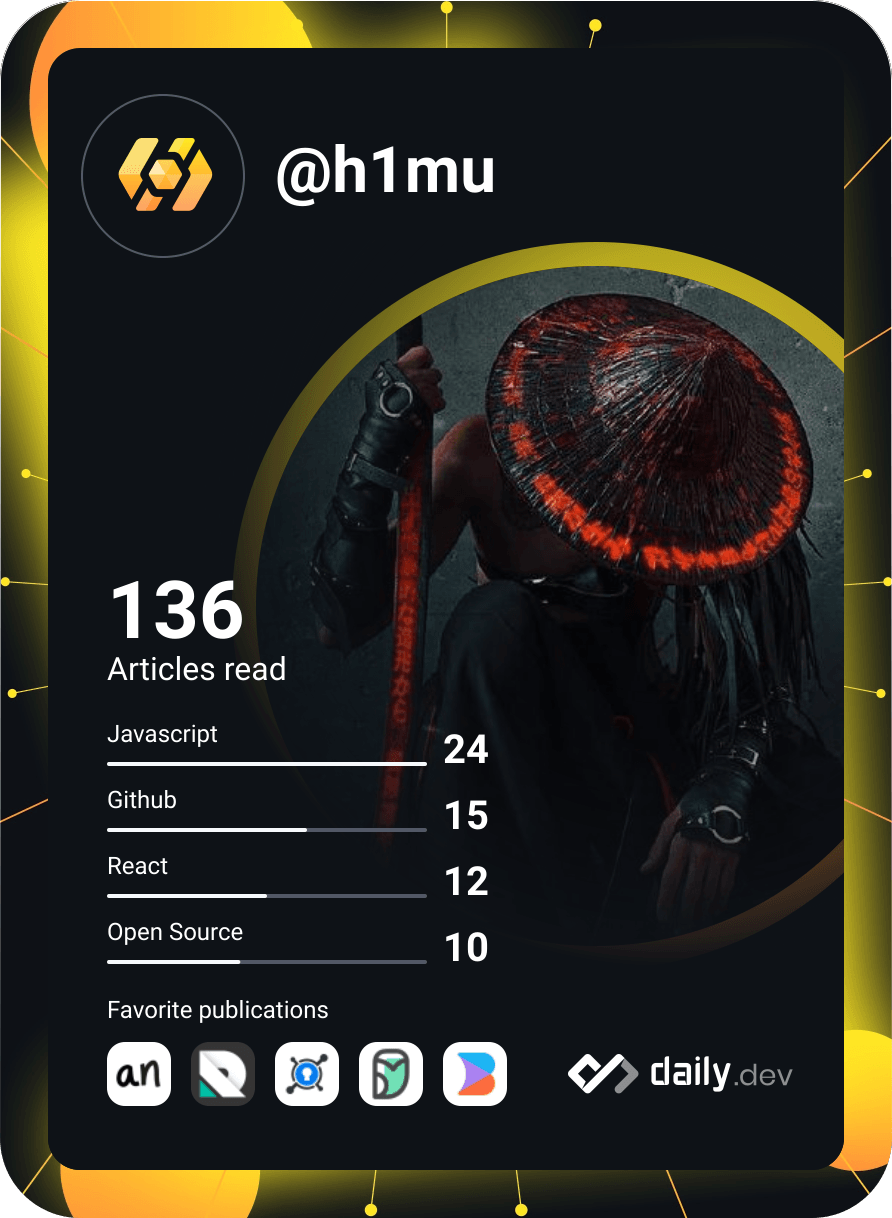 @h1mu
136
Articles read
Javascript
24
Github
15
React
12
Open Source
10
Favorite publications
an
daily.dev